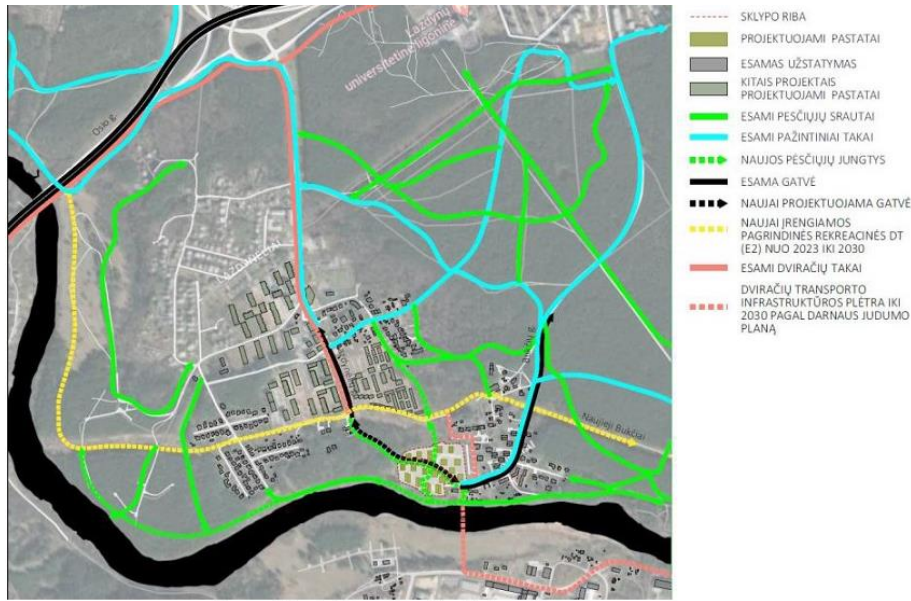 Lazdynų
universitetinė ligoninė
Oslo g.
LAZDYNĖLIAI
Bukčių g.
Naujieji Bukčiai
SKLYPO RIBA
PROJEKTUOJAMI PASTATAI
ESAMAS UŽSTATYMAS
KITAIS PROJEKTAIS
PROJEKTUOJAMI PASTATAI
ESAMI PĖSČIŲJŲ SRAUTAI
ESAMI PAŽINTINIAI TAKAI
NAUJOS PĖSČIŲJŲ JUNGTYS
ESAMA GATVĖ
NAUJAI PROJEKTUOJAMA GATVĖ
NAUJAI ĮRENGIAMOS
PAGRINDINĖS REKREACINĖS DT
(E2) NUO 2023 IKI 2030
ESAMI DVIRAČIŲ TAKAI
DVIRAČIŲ TRANSPORTO
INFRASTRUKTŪROS PLĖTRA IKI
2030 PAGAL DARNAUS JUDUMO
PLANĄ